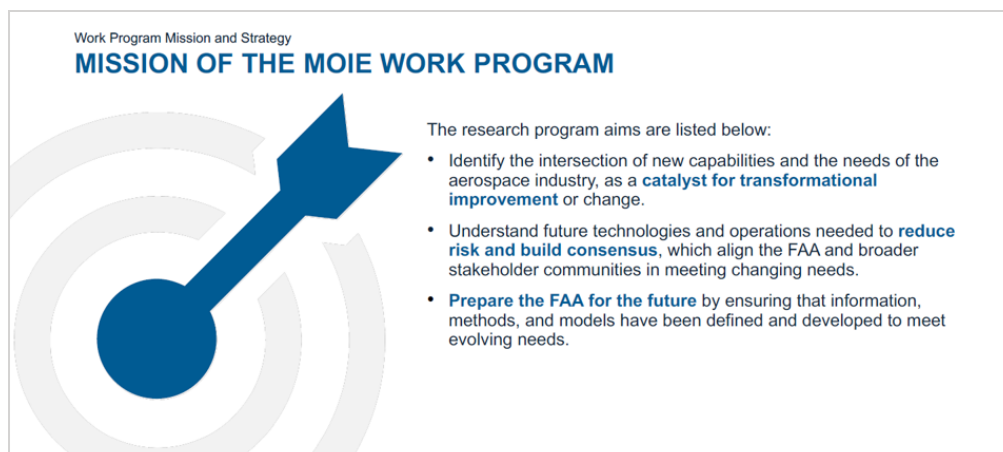 Work Program Mission and Strategy
MISSION OF THE MOIE WORK PROGRAM
The research program aims are listed below:
• Identify the intersection of new capabilities and the needs of the
aerospace industry, as a catalyst for transformational
improvement or change.
• Understand future technologies and operations needed to reduce
risk and build consensus, which align the FAA and broader
stakeholder communities in meeting changing needs.
• Prepare the FAA for the future by ensuring that information,
methods, and models have been defined and developed to meet
evolving needs.